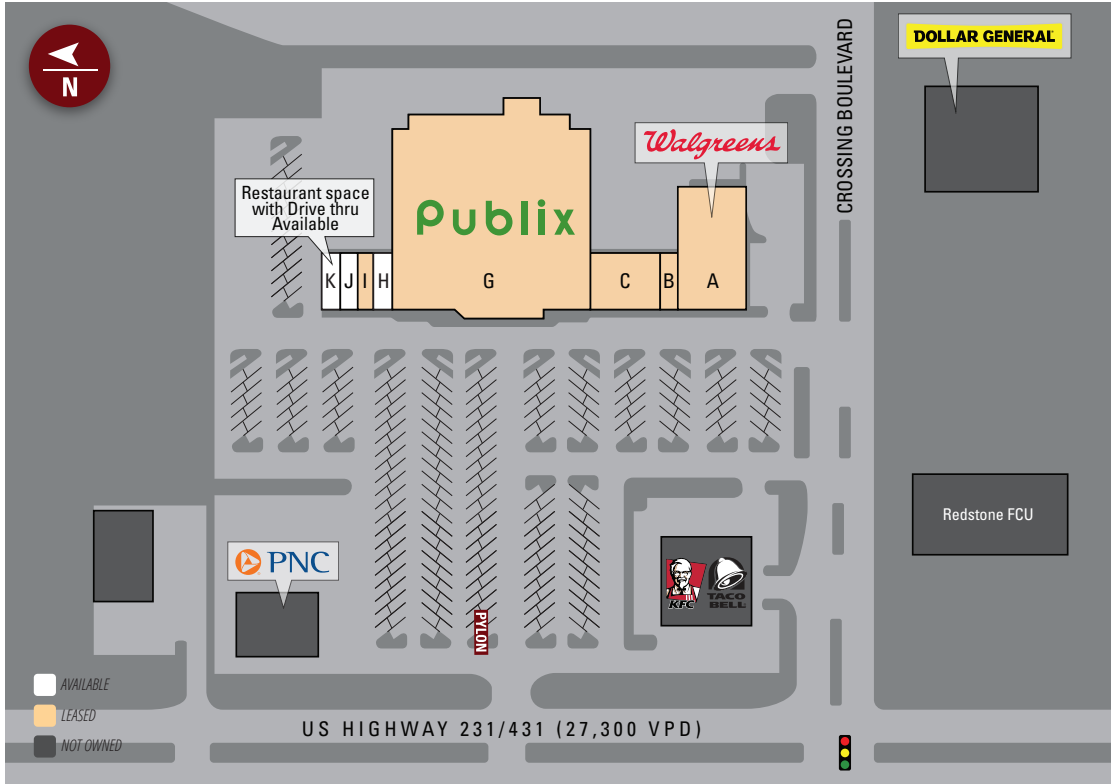 N
DOLLAR GENERAL
CROSSING BOULEVARD
Walgreens
Restaurant space
with Drive thru
Available
Publix
K
J
I
H
G
C
B
A
Redstone FCU
PNC
KFC
TACO
BELL
PYLON
AVAILABLE
LEASED
NOT OWNED
US HIGHWAY 231/431 (27,300 VPD)